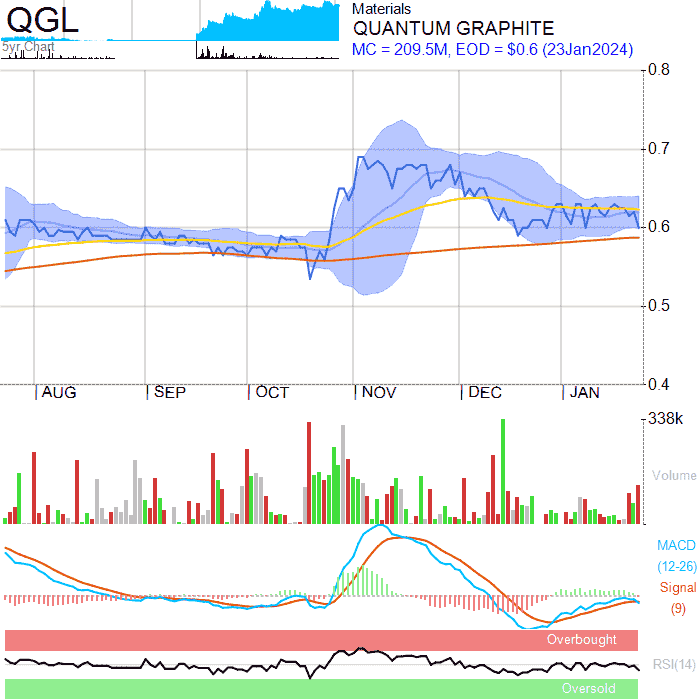 QGL
Materials
QUANTUM GRAPHITE
5yr Chart
MC = 209.5M, EOD = $0.6 (23Jan2024)
0.8
0.7
0.6
0.5
0.4
AUG SEP OCT NOV DEC JAN
338k
Volume
MACD
(12-26)
Signal
(9)
Overbought
RSI(14)
Oversold